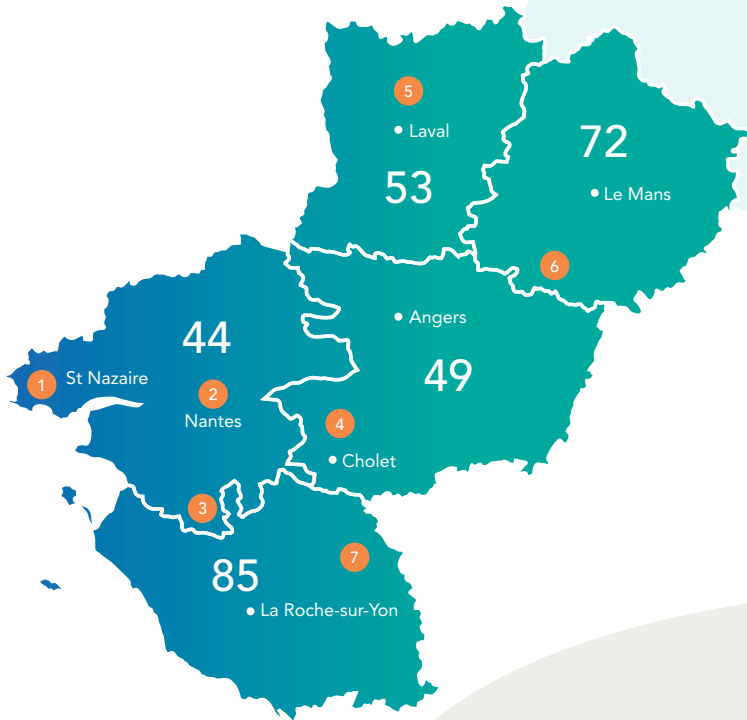 5
Laval
53
72
Le Mans
6
Angers
49
44
1
St Nazaire
2
Nantes
4
Cholet
3
85
7
La Roche-sur-Yon